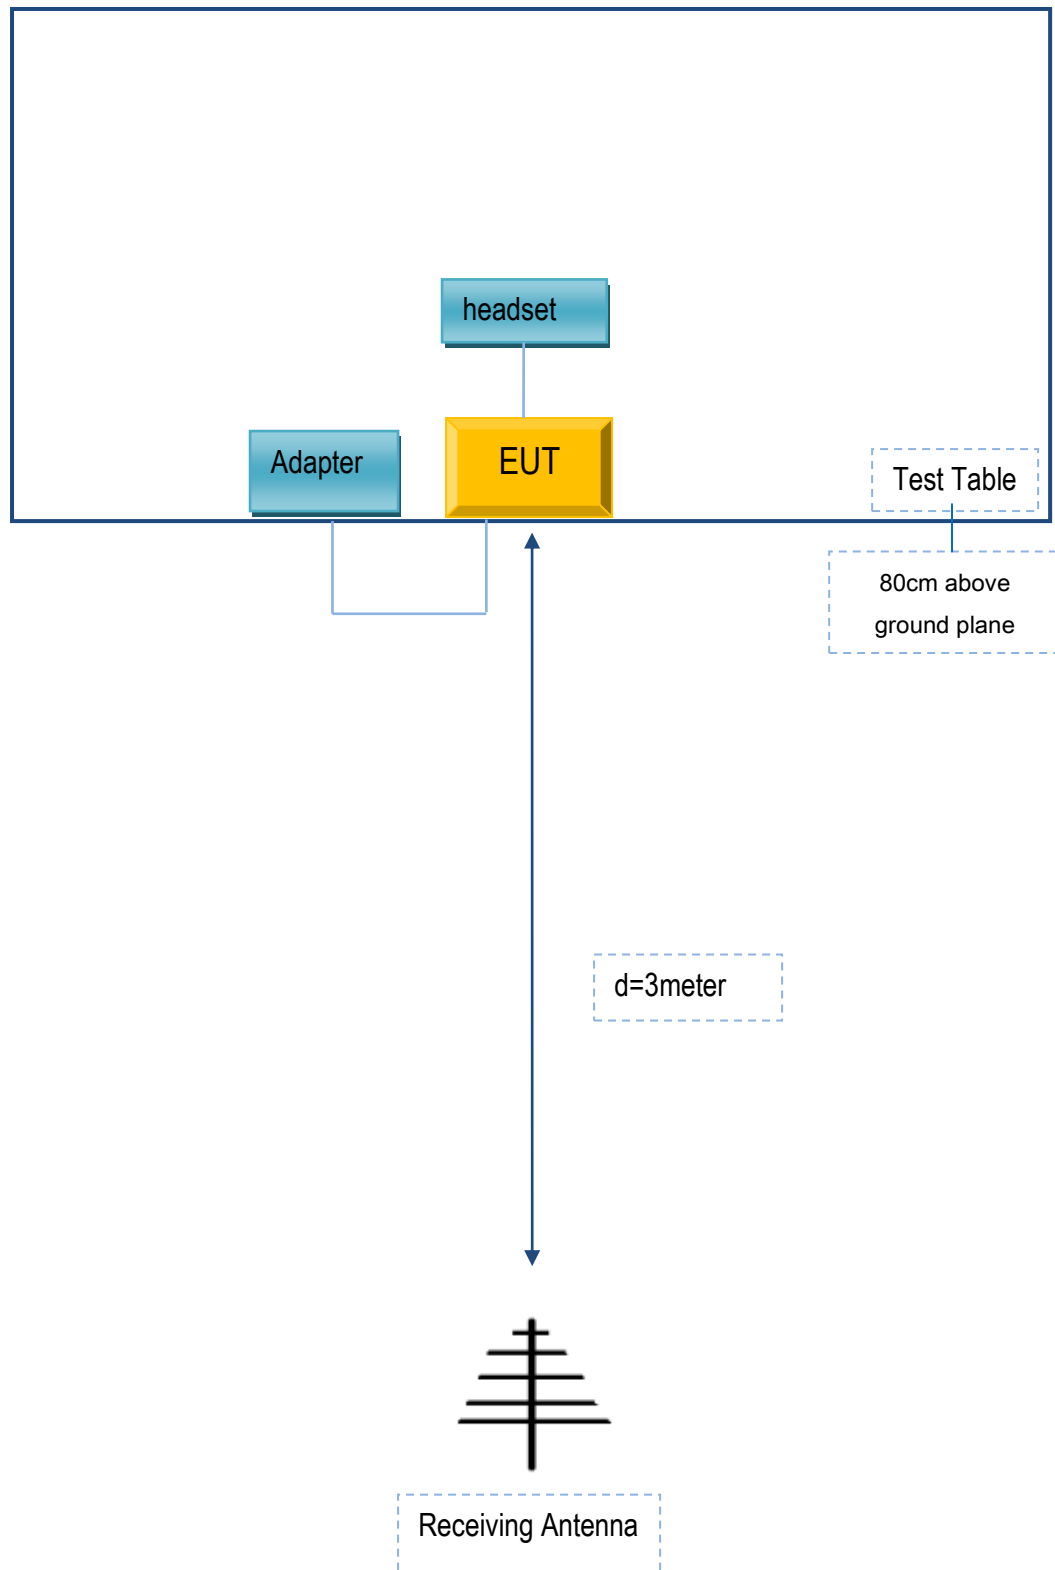 headset
Adapter
EUT
Test Table
80cm above
ground plane
d=3meter
Receiving Antenna